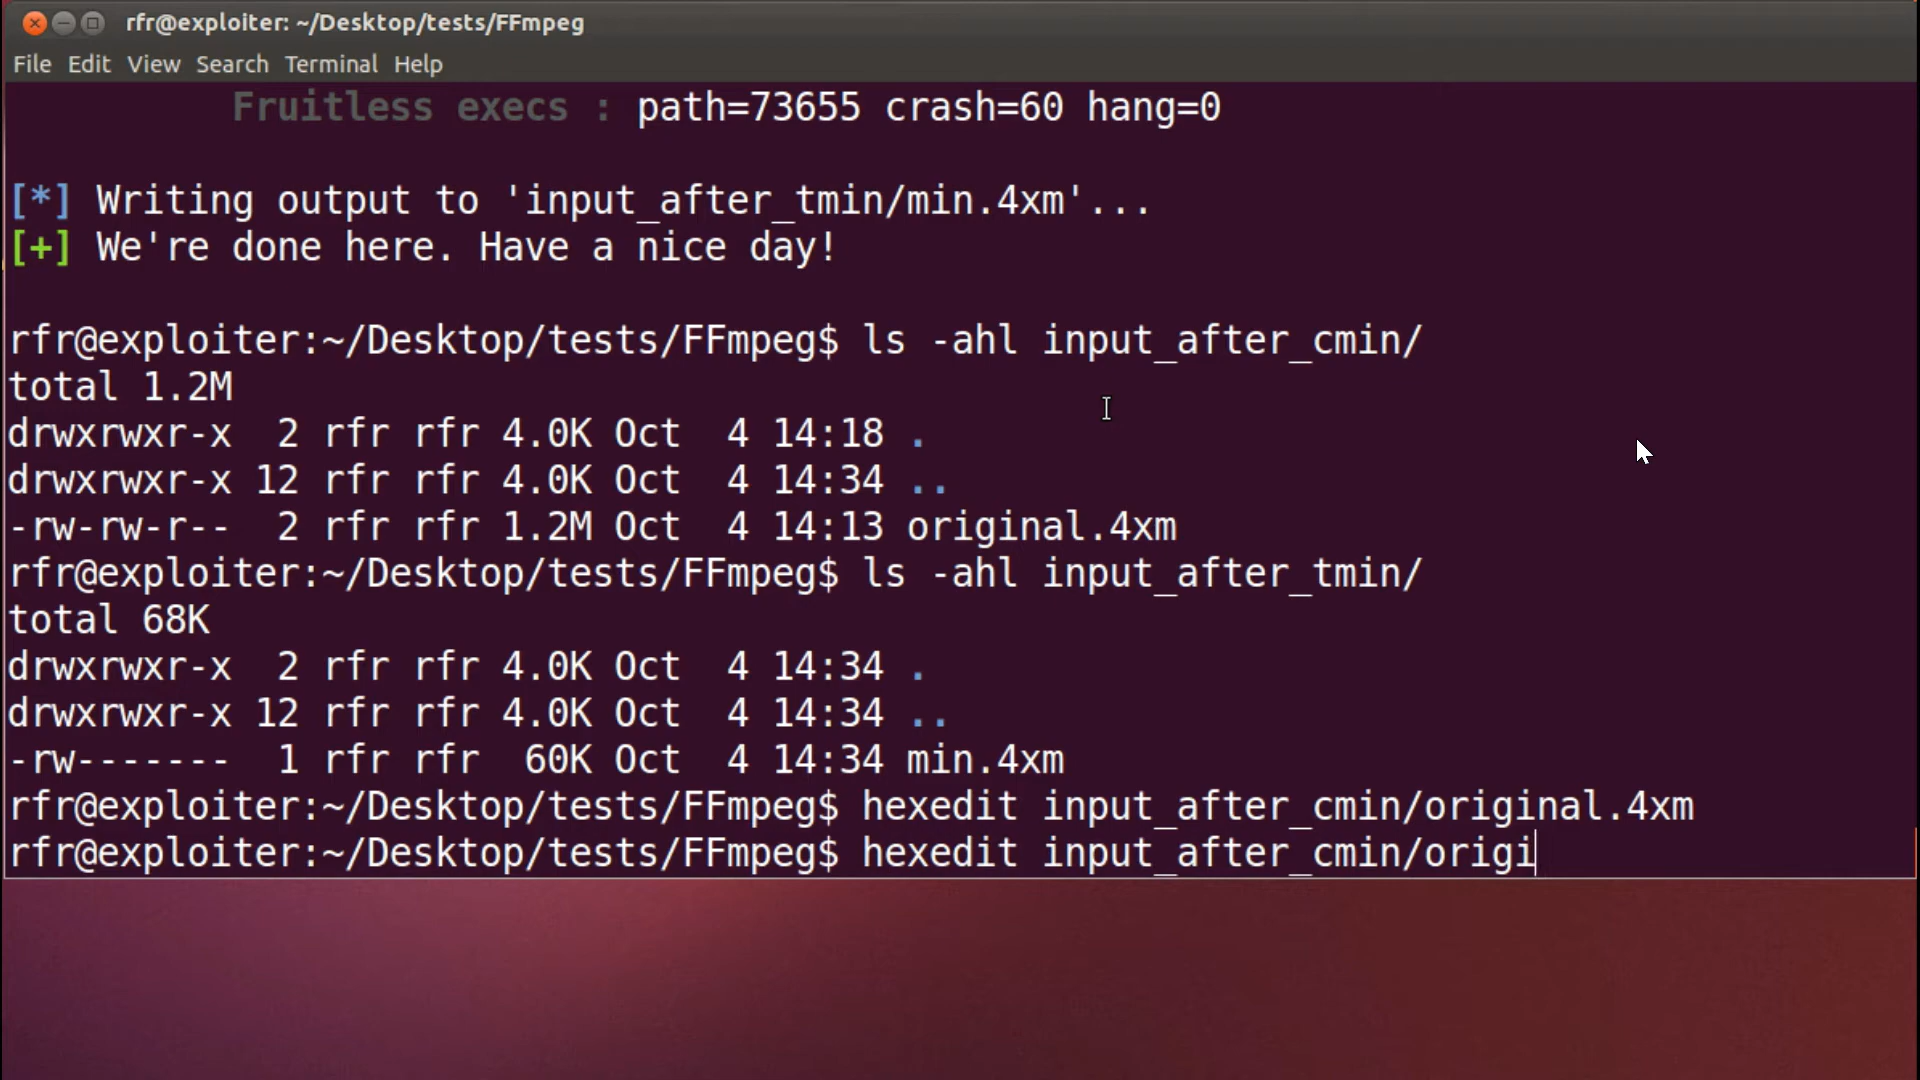 rfr@exploiter: ~/Desktop/tests/FFmpeg
File Edit View Search Terminal Help
Fruitless execs : path=73655 crash=60 hang=0
[*] Writing output to 'input_after_tmin/min.4xm'...
[+] We're done here. Have a nice day!
rfr@exploiter:~/Desktop/tests/FFmpeg$ ls -ahl input_after_cmin/
total 1.2M
drwxrwxr-x  2 rfr rfr 4.0K Oct  4 14:18 .
drwxrwxr-x 12 rfr rfr 4.0K Oct  4 14:34 ..
-rw-rw-r--  2 rfr rfr 1.2M Oct  4 14:13 original.4xm
rfr@exploiter:~/Desktop/tests/FFmpeg$ ls -ahl input_after_tmin/
total 68K
drwxrwxr-x  2 rfr rfr 4.0K Oct  4 14:34 .
drwxrwxr-x 12 rfr rfr 4.0K Oct  4 14:34 ..
-rw-------  1 rfr rfr  60K Oct  4 14:34 min.4xm
rfr@exploiter:~/Desktop/tests/FFmpeg$ hexedit input_after_cmin/original.4xm
rfr@exploiter:~/Desktop/tests/FFmpeg$ hexedit input_after_cmin/origi